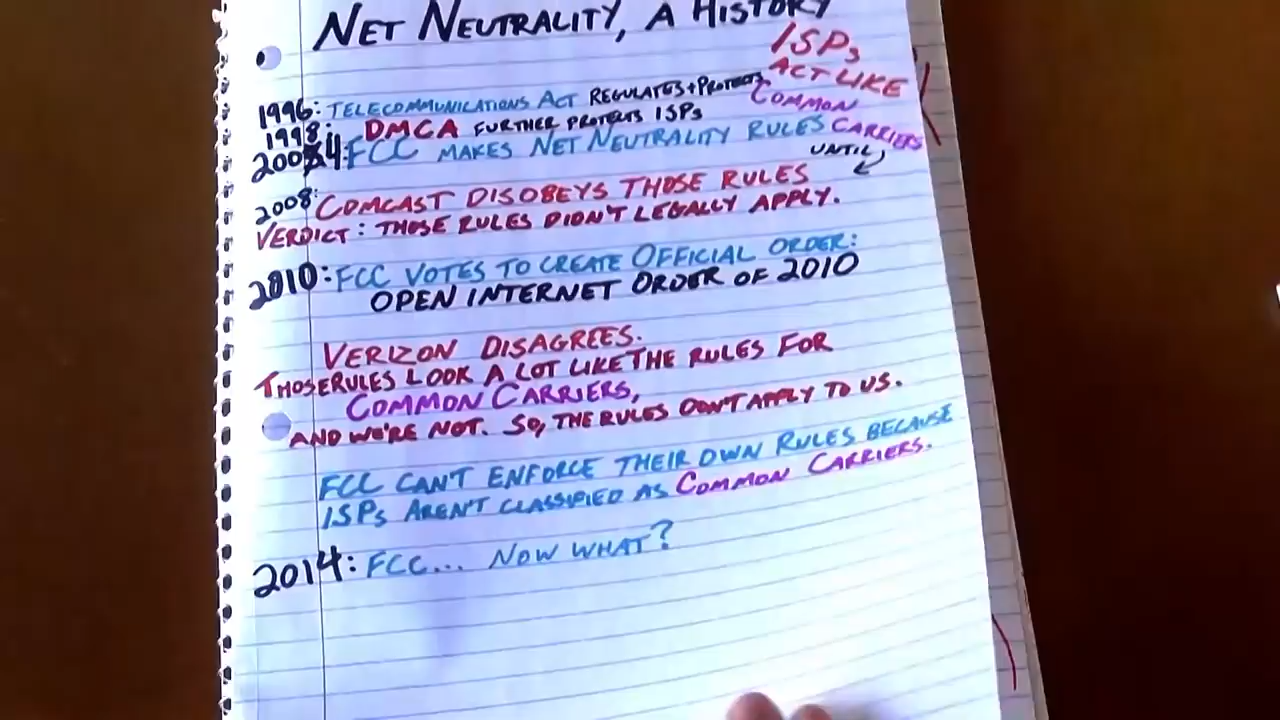 NET NEUTRALITY, A HISTORY
ISPs
ACT LIKE
COMMON
CARRIERS
UNTIL
1996: TELECOMMUNICATIONS ACT REGULATES + PROTECTS
1998: DMCA FURTHER PROTECTS ISPs
2004: FCC MAKES NET NEUTRALITY RULES
2008: COMCAST DISOBEYS THOSE RULES
VERDICT: THOSE RULES DIDN'T LEGALLY APPLY.
2010: FCC VOTES TO CREATE OFFICIAL ORDER:
OPEN INTERNET ORDER OF 2010
VERIZON DISAGREES.
THOSE RULES LOOK A LOT LIKE THE RULES FOR
COMMON CARRIERS,
AND WE'RE NOT. SO, THE RULES DON'T APPLY TO US.
FCC CAN'T ENFORCE THEIR OWN RULES BECAUSE
ISPs AREN'T CLASSIFIED AS COMMON CARRIERS.
2014: FCC... NOW WHAT?